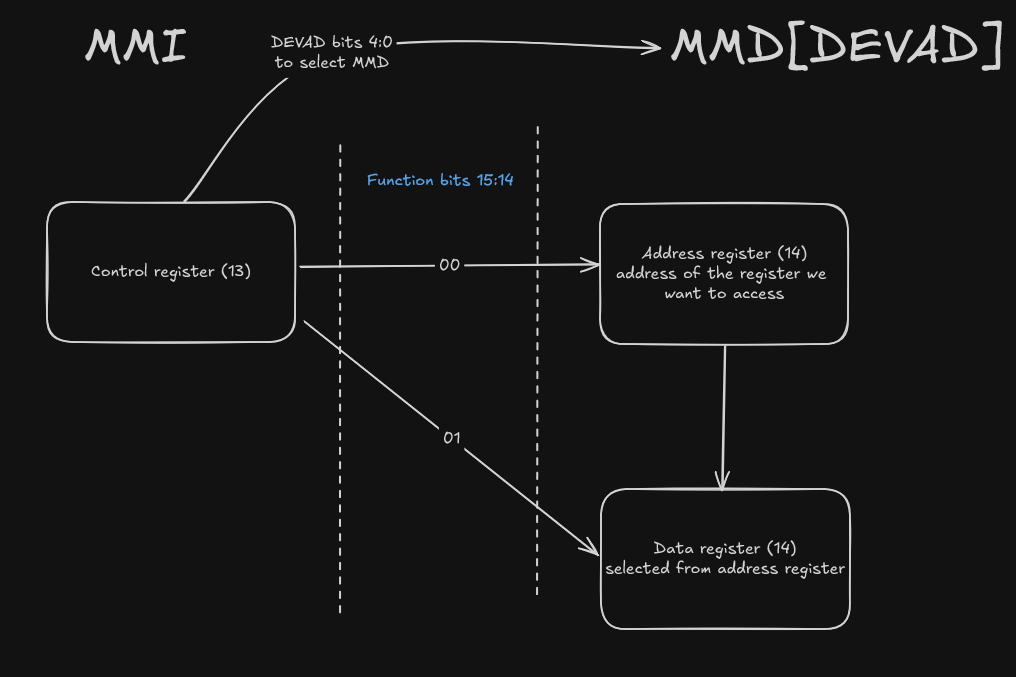 MMI
DEVAD bits 4:0
to select MMD
MMD[DEVAD]
Function bits 15:14
Control register (13)
00
Address register (14)
address of the register we
want to access
01
Data register (14)
selected from address register